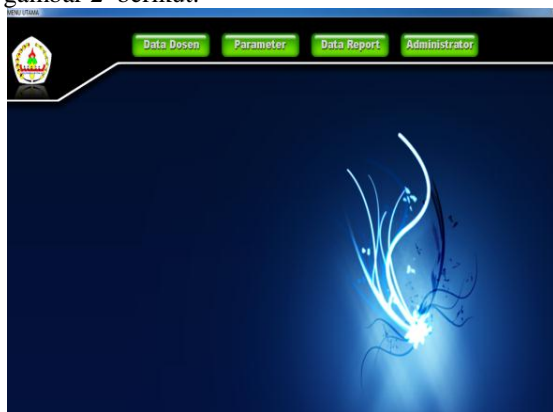 gambar 2 berikut.
MENU UTAMA
Data Dosen Parameter Data Report Administrator